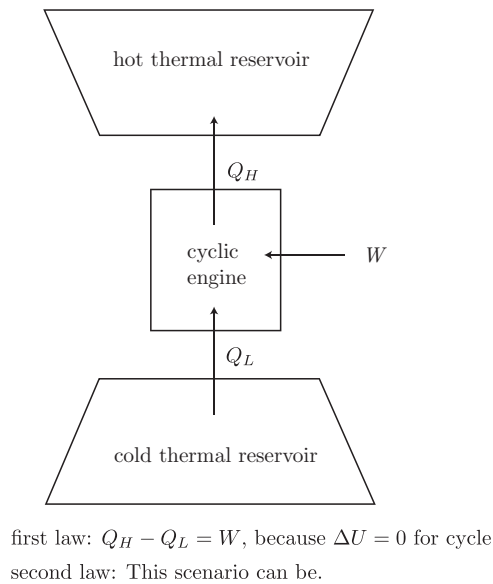 hot thermal reservoir
Q_H
cyclic
engine
W
Q_L
cold thermal reservoir
first law: Q_H − Q_L = W, because ΔU = 0 for cycle
second law: This scenario can be.